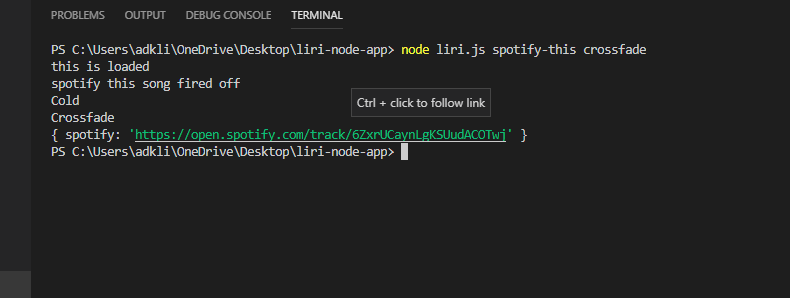 PROBLEMS OUTPUT DEBUG CONSOLE TERMINAL
PS C:\Users\adkli\OneDrive\Desktop\liri-node-app> node liri.js spotify-this crossfade
this is loaded
spotify this song fired off
Cold
Ctrl + click to follow link
Crossfade
{ spotify: 'https://open.spotify.com/track/6ZxrUCaynLgKSUudACOTwj' }
PS C:\Users\adkli\OneDrive\Desktop\liri-node-app>